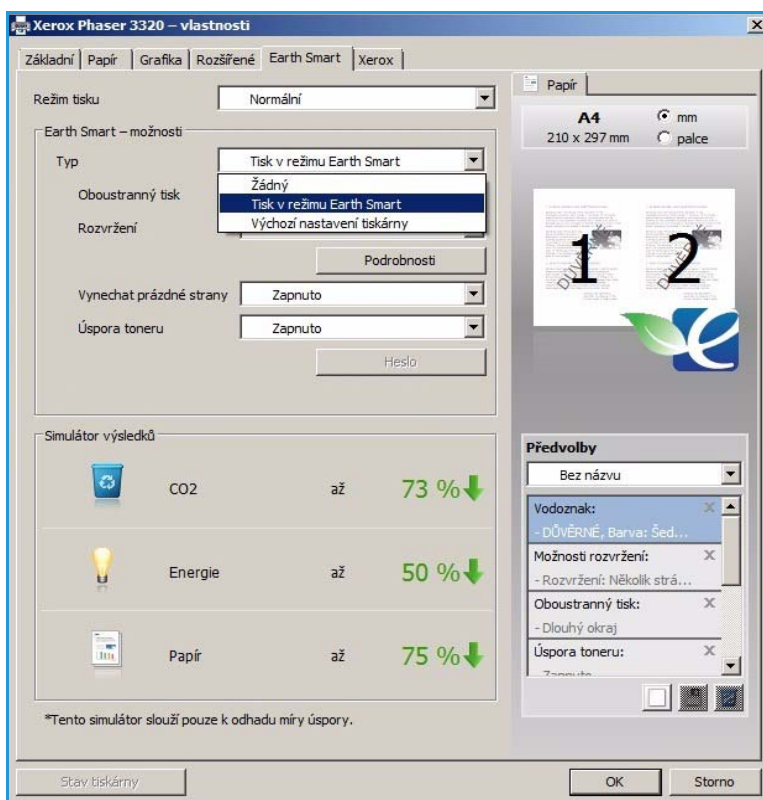 Xerox Phaser 3320 – vlastnosti
Základní Papír Grafika Rozšířené Earth Smart Xerox
Režim tisku Normální
Earth Smart – možnosti
Typ Tisk v režimu Earth Smart
Žádný
Oboustranný tisk
Tisk v režimu Earth Smart
Rozvržení
Výchozí nastavení tiskárny
Podrobnosti
Vynechat prázdné strany Zapnuto
Úspora toneru Zapnuto
Heslo
Simulátor výsledků
CO2 až 73 %
Energie až 50 %
Papír až 75 %
*Tento simulátor slouží pouze k odhadu míry úspory.
Papír
A4
210 x 297 mm
mm
palce
1 2
DŮVĚRNÉ DŮVĚRNÉ
Předvolby
Bez názvu
Vodoznak:
- DŮVĚRNÉ, Barva: Šed...
Možnosti rozvržení:
- Rozvržení: Několik strá...
Oboustranný tisk:
- Dlouhý okraj
Úspora toneru:
- Zapnuto
Stav tiskárny OK Storno